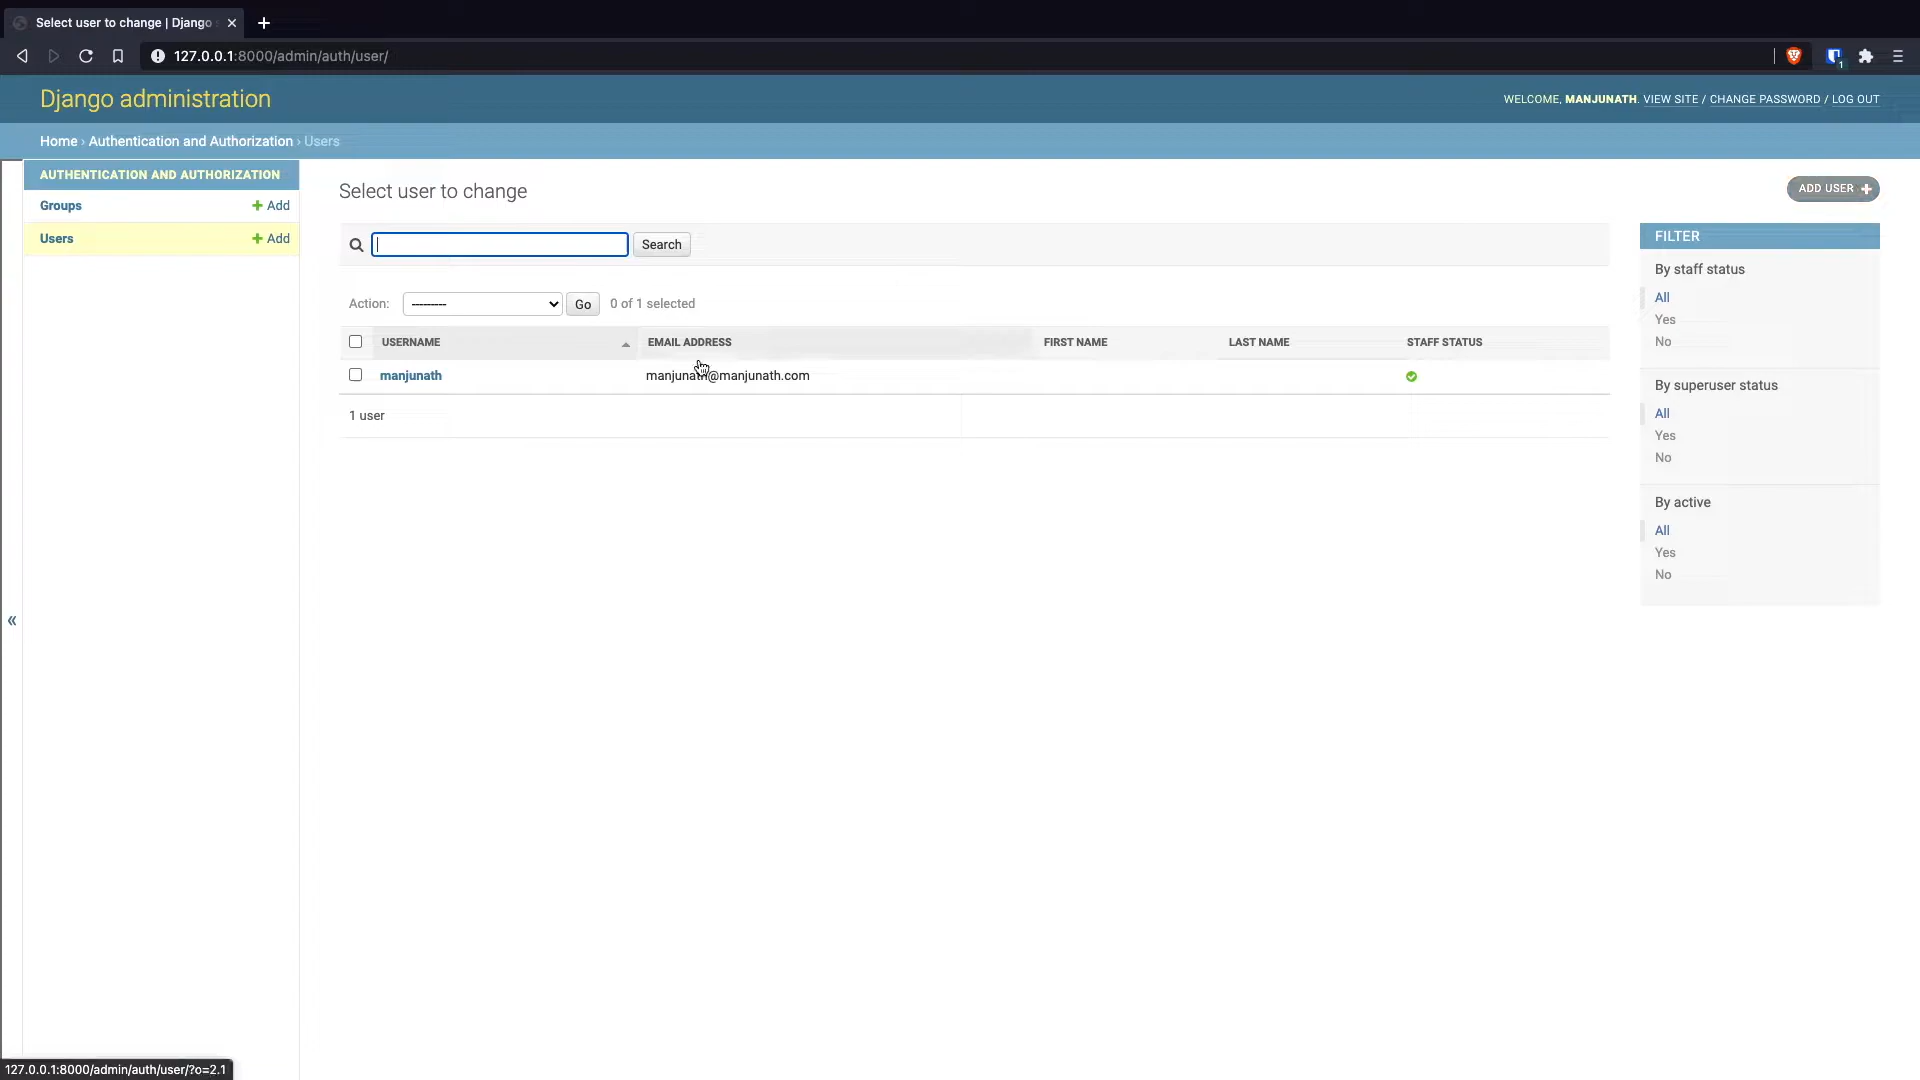 Select user to change | Django s
127.0.0.1:8000/admin/auth/user/
1
Django administration
WELCOME, MANJUNATH. VIEW SITE / CHANGE PASSWORD / LOG OUT
Home › Authentication and Authorization › Users
AUTHENTICATION AND AUTHORIZATION
Groups + Add
Users + Add
«
Select user to change
ADD USER +
Search
Action: --------- Go 0 of 1 selected
USERNAME EMAIL ADDRESS FIRST NAME LAST NAME STAFF STATUS
manjunath manjunath@manjunath.com
1 user
FILTER
By staff status
All
Yes
No
By superuser status
All
Yes
No
By active
All
Yes
No
127.0.0.1:8000/admin/auth/user/?o=2.1